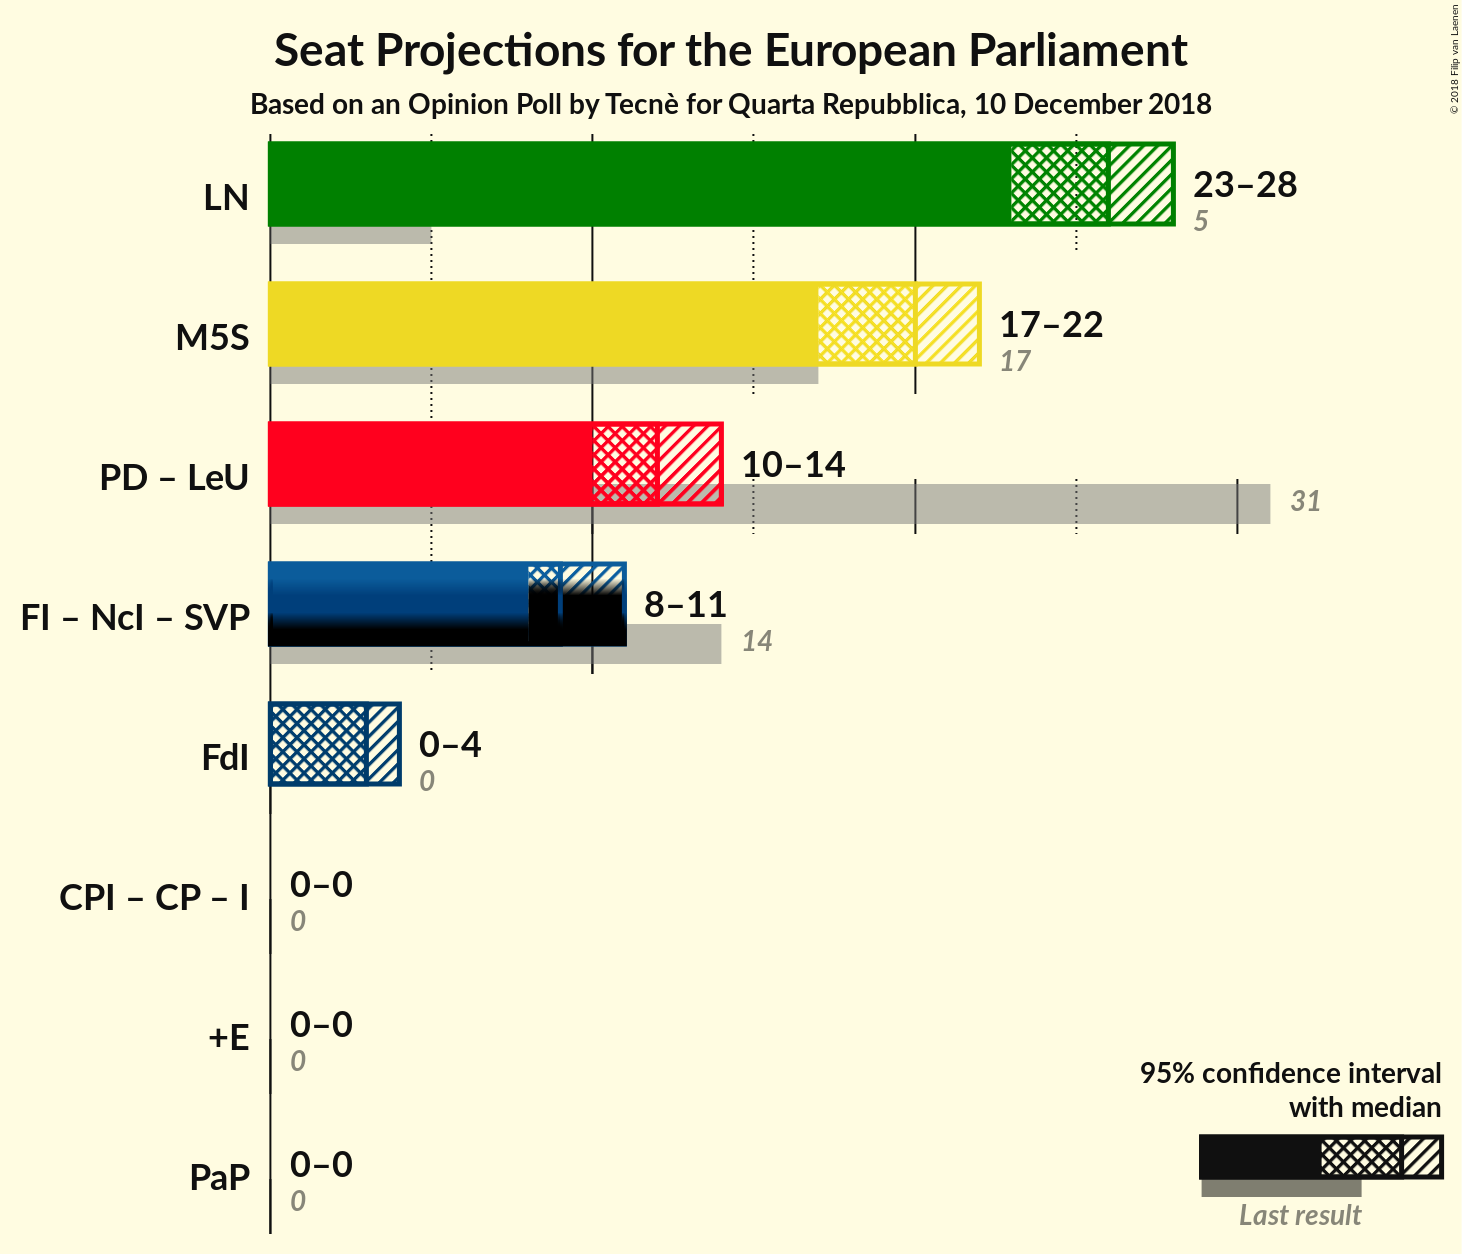 Seat Projections for the European Parliament
Based on an Opinion Poll by Tecnè for Quarta Repubblica, 10 December 2018
© 2018 Filip van Laenen
LN
23–28
5
M5S
17–22
17
PD – LeU
10–14
31
FI – NcI – SVP
8–11
14
FdI
0–4
0
CPI – CP – I
0–0
0
+E
0–0
0
PaP
0–0
0
95% confidence interval
with median
Last result